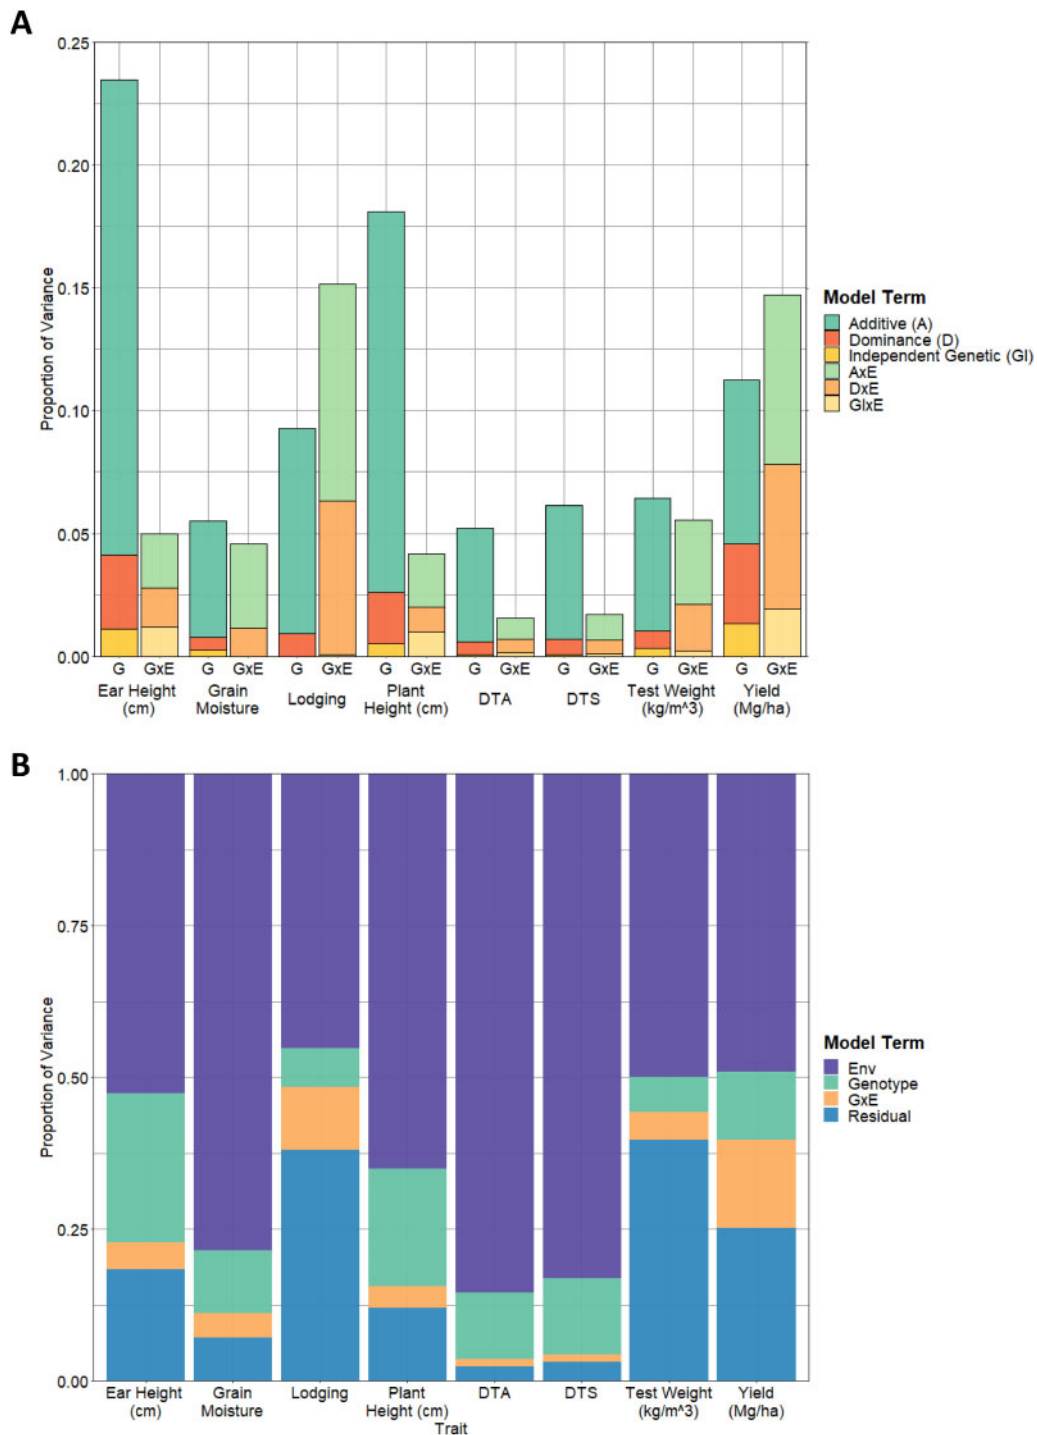 A
0.25
0.20
0.15
0.10
0.05
0.00
Proportion of Variance
G GxE G GxE G GxE G GxE G GxE G GxE G GxE G GxE
Ear Height (cm)
Grain Moisture
Lodging
Plant Height (cm)
DTA
DTS
Test Weight (kg/m^3)
Yield (Mg/ha)
Model Term
Additive (A)
Dominance (D)
Independent Genetic (GI)
AxE
DxE
GIxE
B
1.00
0.75
0.50
0.25
0.00
Proportion of Variance
Ear Height (cm)
Grain Moisture
Lodging
Plant Height (cm)
DTA
DTS
Test Weight (kg/m^3)
Yield (Mg/ha)
Trait
Model Term
Env
Genotype
GxE
Residual